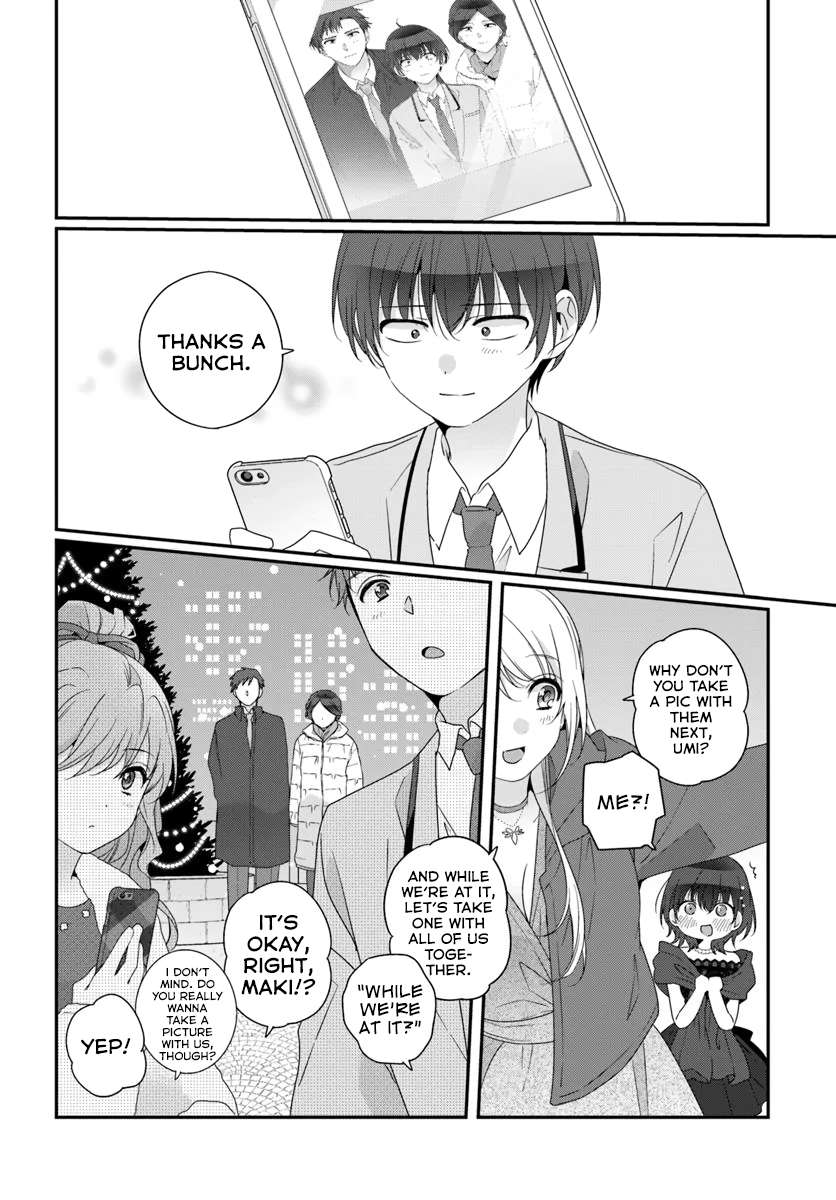 THANKS A
BUNCH.
WHY DON'T
YOU TAKE
A PIC WITH
THEM
NEXT,
UMI?
ME?!
AND WHILE
WE'RE AT IT,
LET'S TAKE
ONE WITH
ALL OF US
TOGE-
THER.
"WHILE
WE'RE
AT IT?"
IT'S
OKAY,
RIGHT,
MAKI!?
I DON'T
MIND. DO
YOU REALLY
WANNA
TAKE A
PICTURE
WITH US,
THOUGH?
YEP!